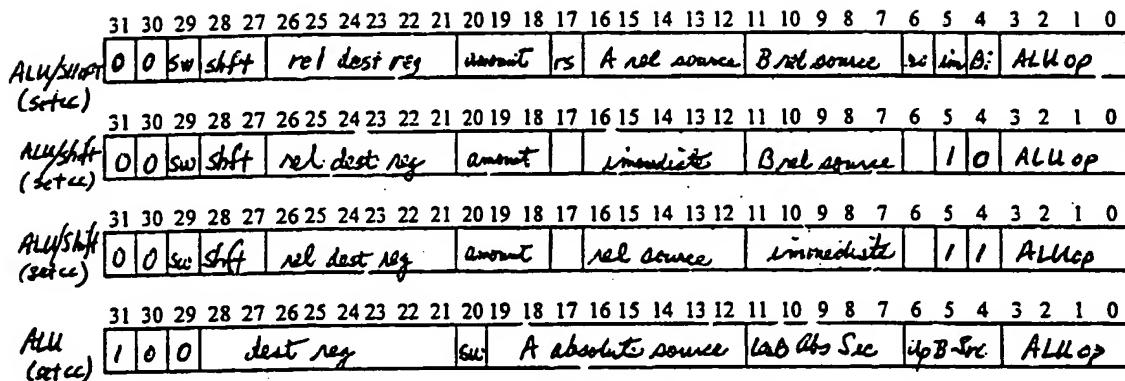 31 30 29 28 27 26 25 24 23 22 21 20 19 18 17 16 15 14 13 12 11 10 9 8 7 6 5 4 3 2 1 0
ALU/Shift 0 0 sw shft rel dest reg amount rs A rel source B rel source im Bi ALU op
(setcc)
31 30 29 28 27 26 25 24 23 22 21 20 19 18 17 16 15 14 13 12 11 10 9 8 7 6 5 4 3 2 1 0
ALU/Shft 0 0 sw shft rel dest reg amount immediate B rel source 1 0 ALU op
(setcc)
31 30 29 28 27 26 25 24 23 22 21 20 19 18 17 16 15 14 13 12 11 10 9 8 7 6 5 4 3 2 1 0
ALU/Shift 0 0 sw shft rel dest reg amount rel source immediate 1 1 ALU op
(setcc)
31 30 29 28 27 26 25 24 23 22 21 20 19 18 17 16 15 14 13 12 11 10 9 8 7 6 5 4 3 2 1 0
ALU 1 0 0 dest reg sw A absolute source B Abs Src B-Src. ALU op
(setcc)